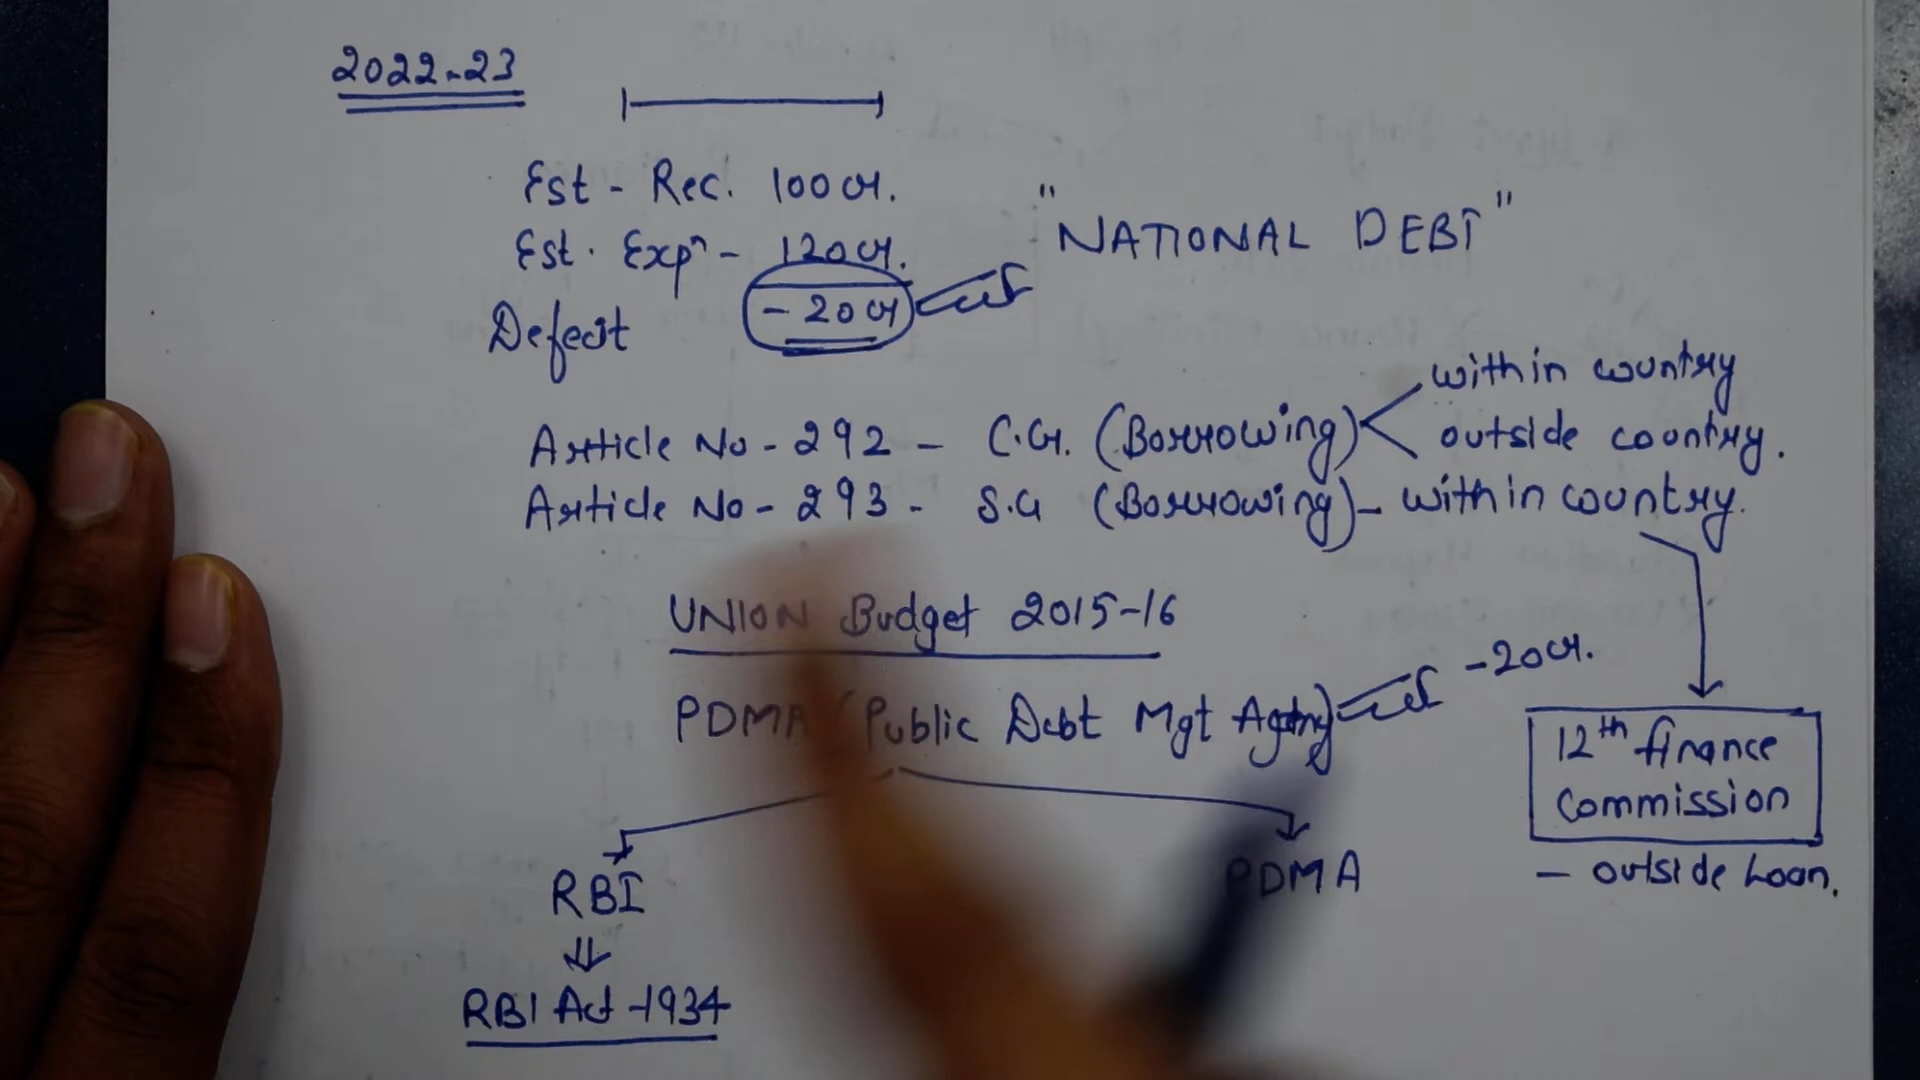 2022-23
Est - Rec. 100 cr.
Est. Expn - 120 cr.
Defecit - 20 cr
"NATIONAL DEBT"
Article No - 292 - C.G. (Borrowing) within country
outside country.
Article No - 293 - S.G (Borrowing) - within country.
UNION Budget 2015-16
PDMA (Public Debt Mgt Agency) -20 cr.
12th finance
commission
- outside Loan.
RBI
PDMA
RBI Act -1934